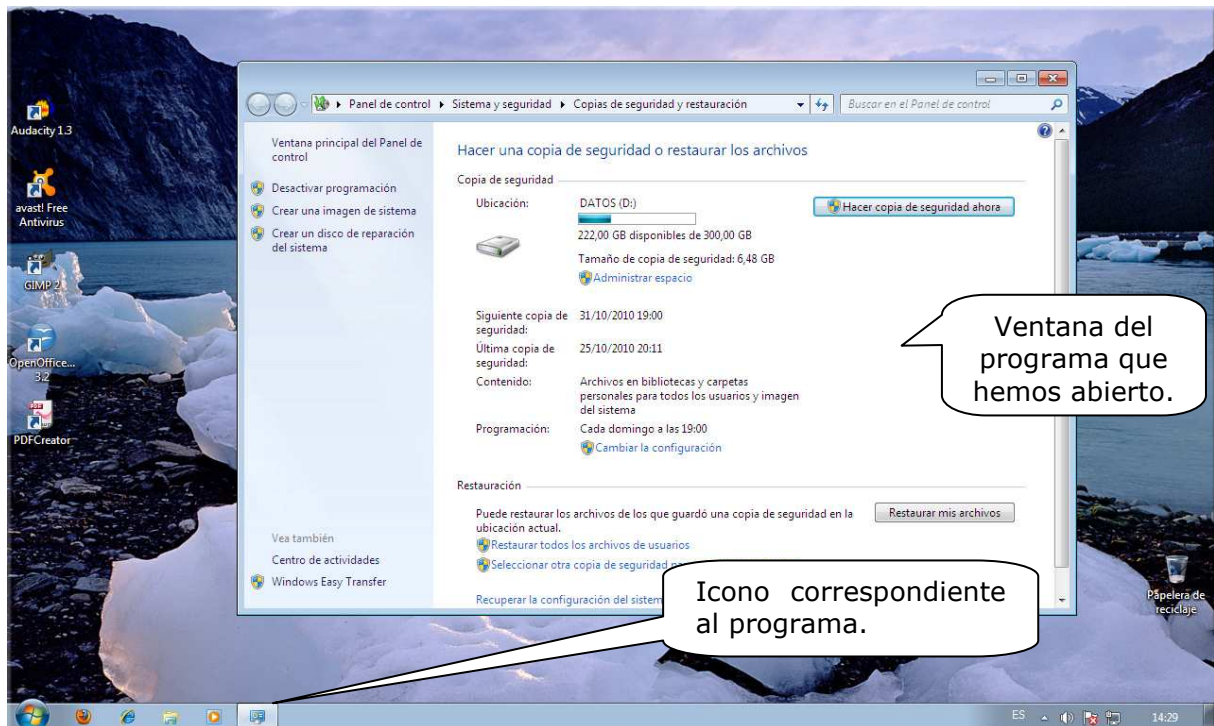 Audacity 1.3
avast! Free
Antivirus
GIMP 2
OpenOffice...
3.2
PDFCreator
Panel de control
Sistema y seguridad
Copias de seguridad y restauración
Buscar en el Panel de control
Ventana principal del Panel de
control
Desactivar programación
Crear una imagen de sistema
Crear un disco de reparación
del sistema
Vea también
Centro de actividades
Windows Easy Transfer
Hacer una copia de seguridad o restaurar los archivos
Copia de seguridad
Ubicación: DATOS (D:)
Hacer copia de seguridad ahora
222,00 GB disponibles de 300,00 GB
Tamaño de copia de seguridad: 6,48 GB
Administrar espacio
Siguiente copia de 31/10/2010 19:00
seguridad:
Última copia de 25/10/2010 20:11
seguridad:
Contenido: Archivos en bibliotecas y carpetas
personales para todos los usuarios y imagen
del sistema
Programación: Cada domingo a las 19:00
Cambiar la configuración
Restauración
Puede restaurar los archivos de los que guardó una copia de seguridad en la
ubicación actual.
Restaurar mis archivos
Restaurar todos los archivos de usuarios
Seleccionar otra copia de seguridad
Recuperar la configuración del sistem
Ventana del
programa que
hemos abierto.
Icono correspondiente
al programa.
Papelera de
reciclaje
ES
14:29